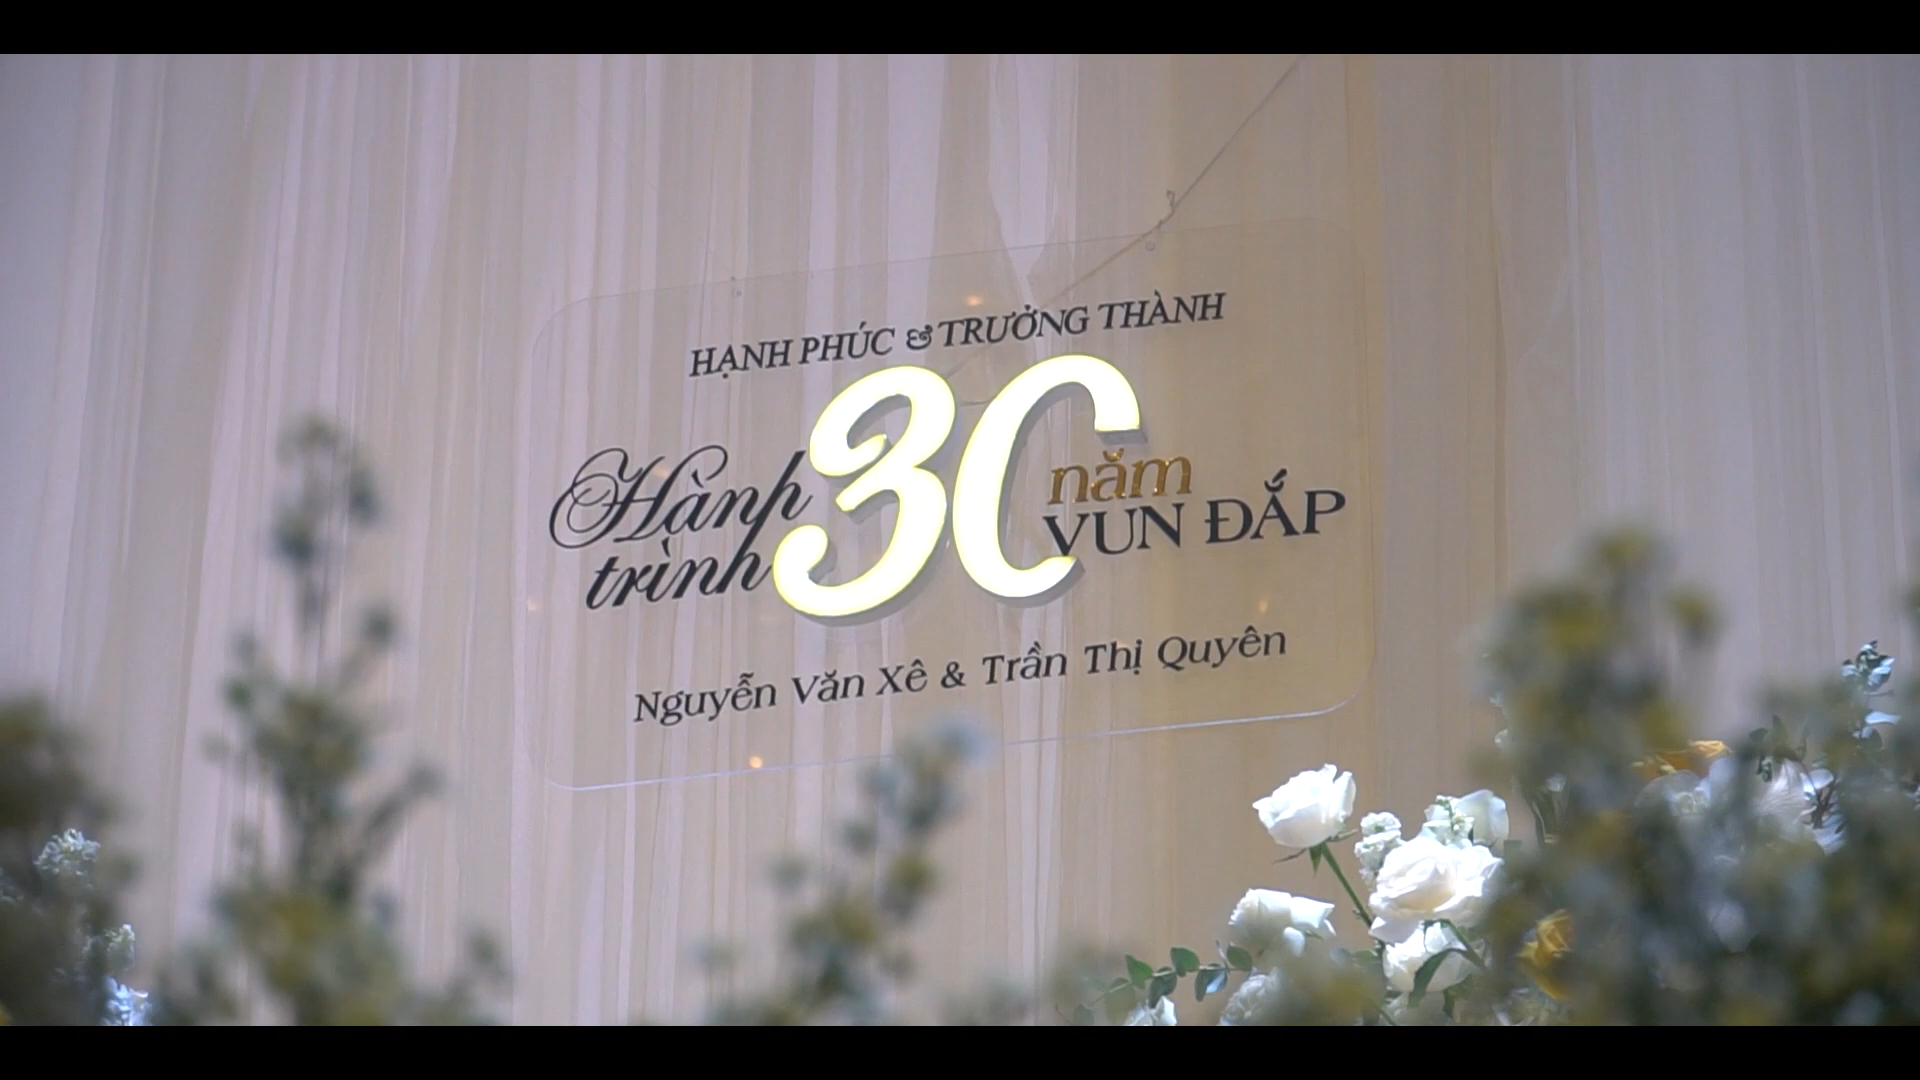 HẠNH PHÚC & TRƯỞNG THÀNH
Hành trình 30 năm
VUN ĐẮP
Nguyễn Văn Xê & Trần Thị Quyên